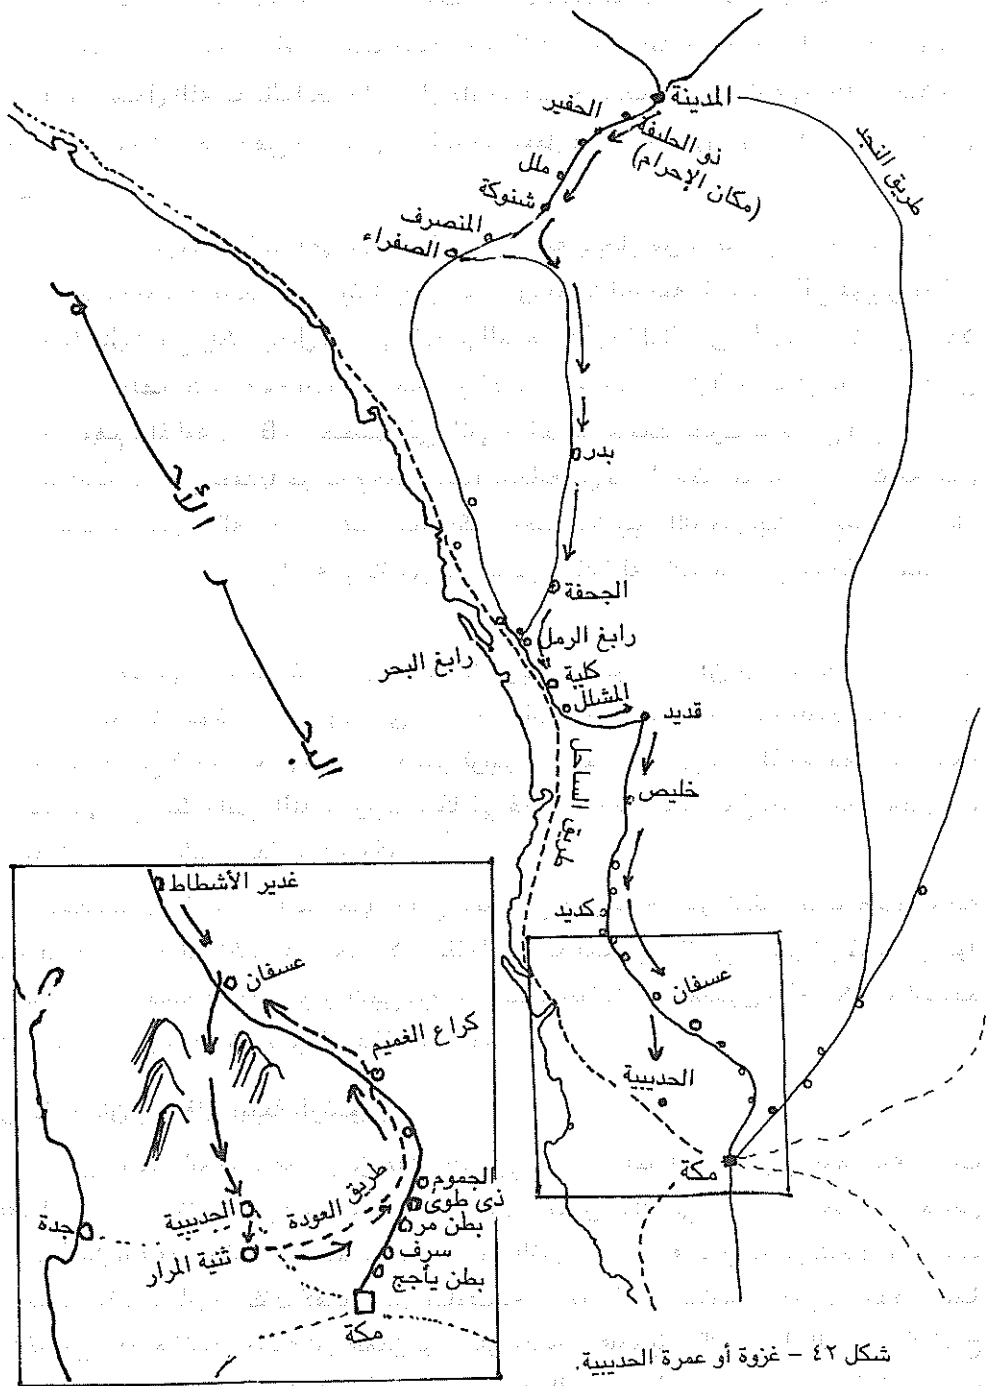 المدينة
الحفير
ذو الحليفة
(مكان الإحرام)
طريق النجد
ملل
شنوكة
المنصرف
الصفراء
البحر الأحمر
بدر
الجحفة
رابغ الرمل
رابغ البحر
كلية
المشلل
قديد
طريق الساحل
خليص
كديد
عسفان
الحديبية
مكة
غدير الأشطاط
عسفان
كراع الغميم
الجموم
ذى طوى
بطن مر
سرف
بطن يأجج
طريق العودة
الحديبية
ثنية المرار
جدة
مكة
شكل ٤٢ – غزوة أو عمرة الحديبية.